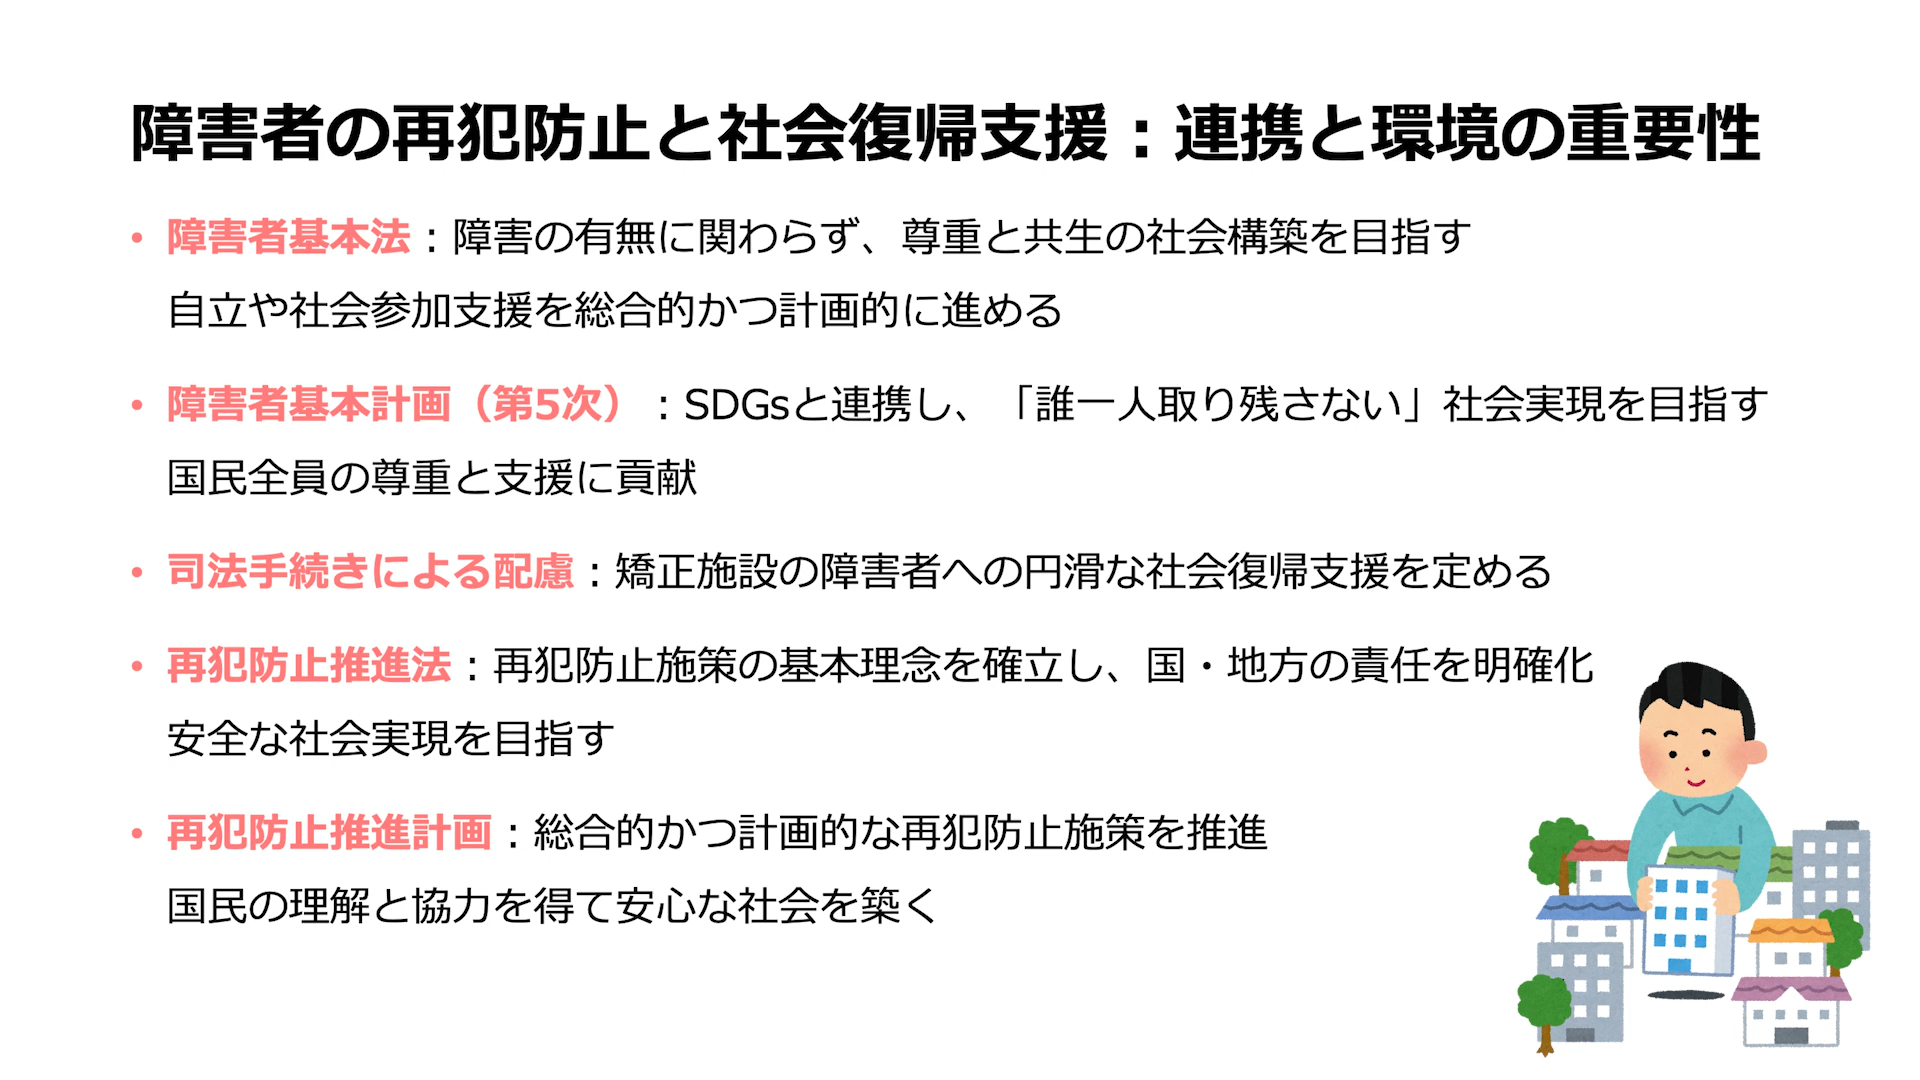 障害者の再犯防止と社会復帰支援：連携と環境の重要性
• 障害者基本法：障害の有無に関わらず、尊重と共生の社会構築を目指す
自立や社会参加支援を総合的かつ計画的に進める
• 障害者基本計画（第5次）：SDGsと連携し、「誰一人取り残さない」社会実現を目指す
国民全員の尊重と支援に貢献
• 司法手続きによる配慮：矯正施設の障害者への円滑な社会復帰支援を定める
• 再犯防止推進法：再犯防止施策の基本理念を確立し、国・地方の責任を明確化
安全な社会実現を目指す
• 再犯防止推進計画：総合的かつ計画的な再犯防止施策を推進
国民の理解と協力を得て安心な社会を築く